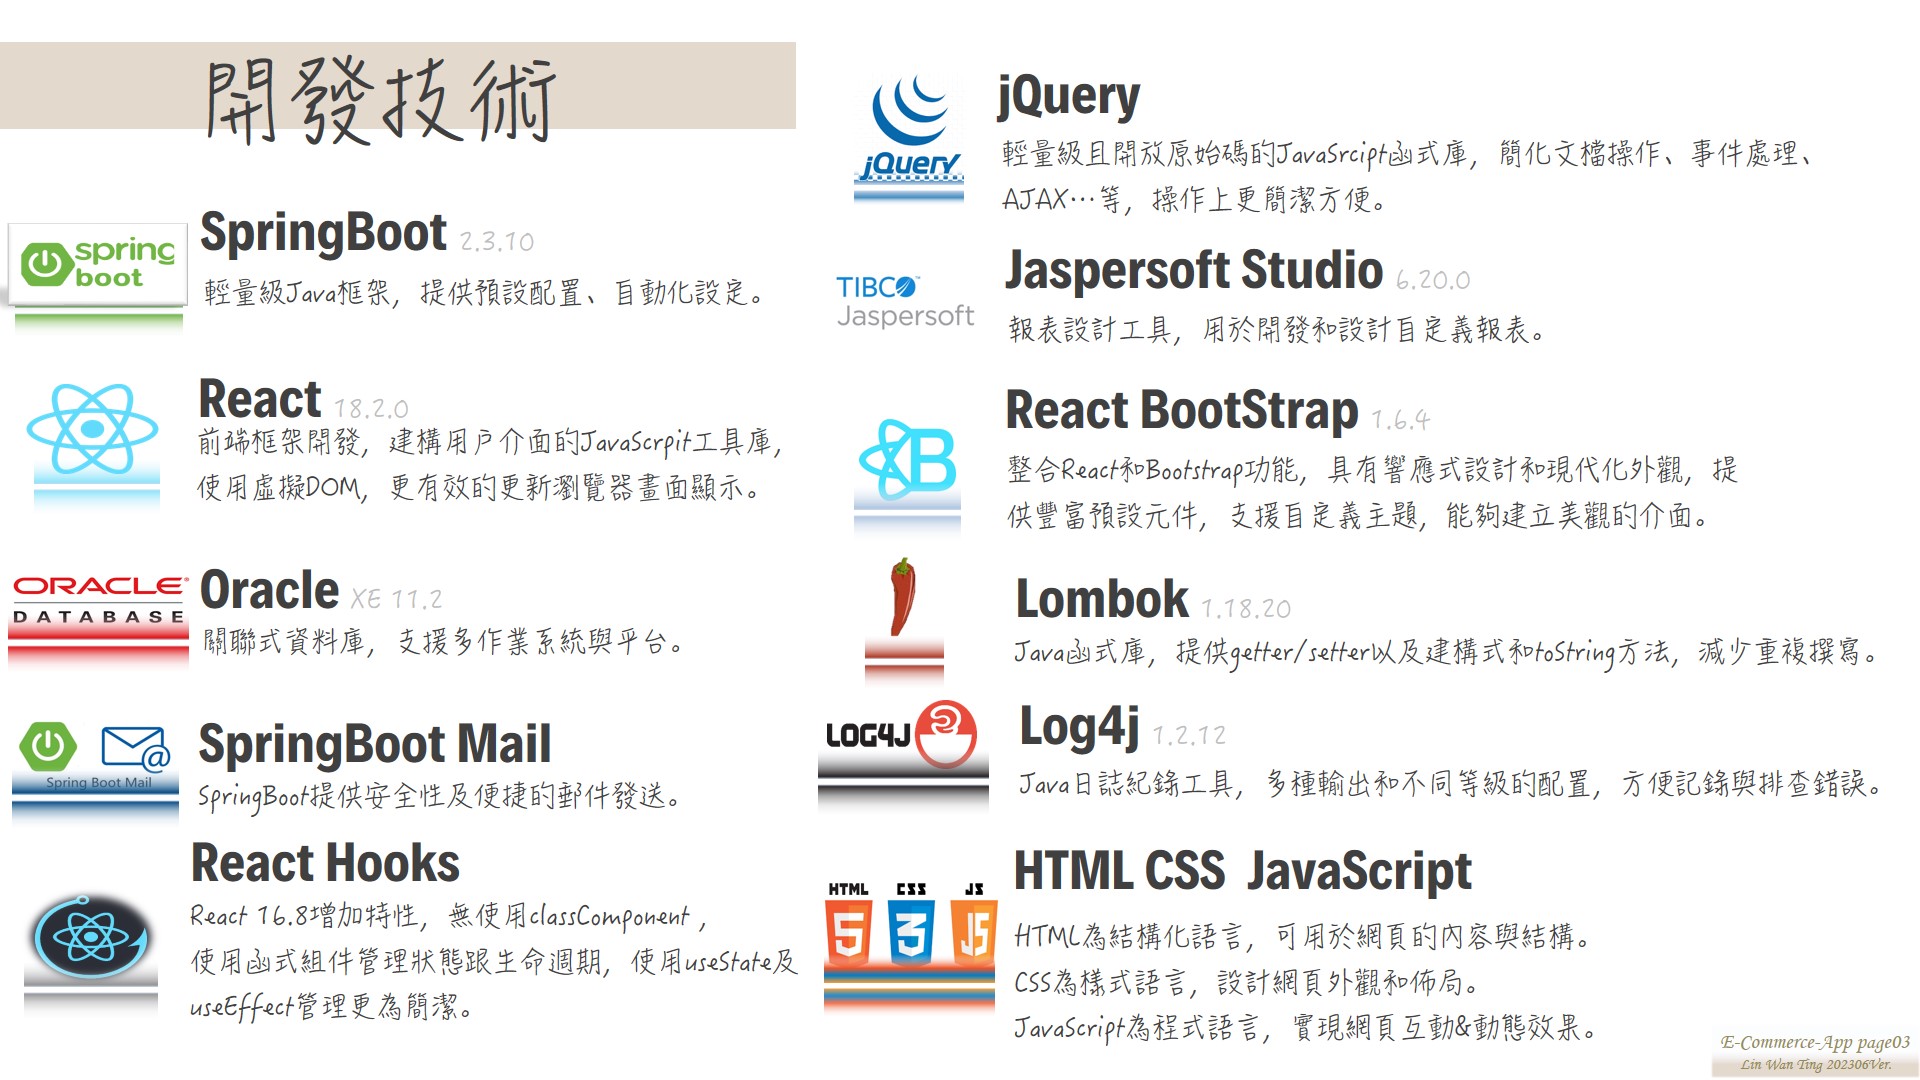 開發技術
spring
boot
SpringBoot 2.3.10
輕量級Java框架，提供預設配置、自動化設定。
React 18.2.0
前端框架開發，建構用戶介面的JavaScrpit工具庫，
使用虛擬DOM，更有效的更新瀏覽器畫面顯示。
ORACLE®
DATABASE
Oracle XE 11.2
關聯式資料庫，支援多作業系統與平台。
Spring Boot Mail
SpringBoot Mail
SpringBoot提供安全性及便捷的郵件發送。
React Hooks
React 16.8增加特性，無使用classComponent，
使用函式組件管理狀態跟生命週期，使用useState及
useEffect管理更為簡潔。
jQuery
jQuery
輕量級且開放原始碼的JavaSrcipt函式庫，簡化文檔操作、事件處理、
AJAX…等，操作上更簡潔方便。
TIBCO™
Jaspersoft
Jaspersoft Studio 6.20.0
報表設計工具，用於開發和設計自定義報表。
B
React BootStrap 1.6.4
整合React和Bootstrap功能，具有響應式設計和現代化外觀，提
供豐富預設元件，支援自定義主題，能夠建立美觀的介面。
Lombok 1.18.20
Java函式庫，提供getter/setter以及建構式和toString方法，減少重複撰寫。
LOG4J
Log4j 1.2.12
Java日誌紀錄工具，多種輸出和不同等級的配置，方便記錄與排查錯誤。
HTML CSS JS
5 3 JS
HTML CSS JavaScript
HTML為結構化語言，可用於網頁的內容與結構。
CSS為樣式語言，設計網頁外觀和佈局。
JavaScript為程式語言，實現網頁互動&動態效果。
E-Commerce-App page03
Lin Wan Ting 202306Ver.